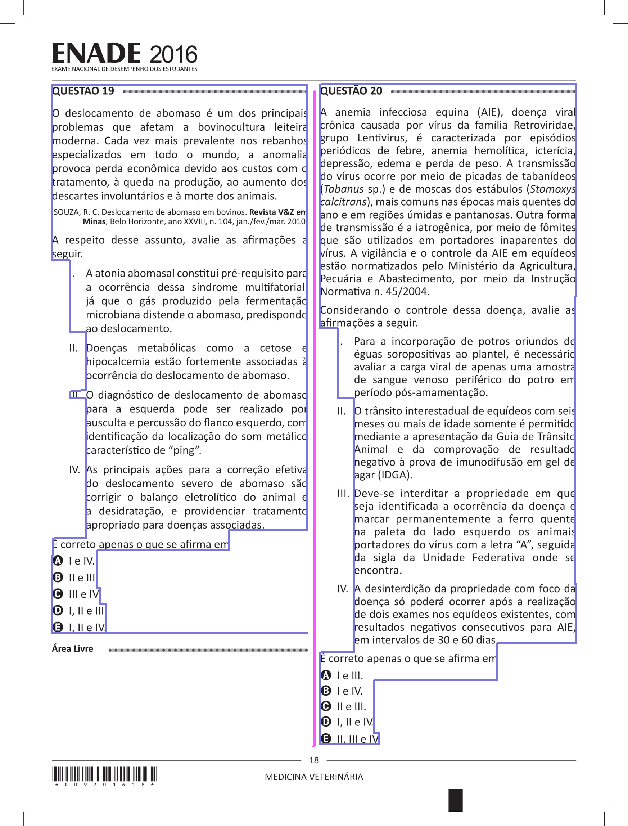 ENADE 2016
EXAME NACIONAL DE DESEMPENHO DOS ESTUDANTES
QUESTÃO 19
O deslocamento de abomaso é um dos principais
problemas que afetam a bovinocultura leiteira
moderna. Cada vez mais prevalente nos rebanhos
especializados em todo o mundo, a anomalia
provoca perda econômica devido aos custos com o
tratamento, à queda na produção, ao aumento dos
descartes involuntários e à morte dos animais.
SOUZA, R. C. Deslocamento de abomaso em bovinos. Revista V&Z em
Minas, Belo Horizonte, ano XXVIII, n. 104, jan./fev./mar. 2010
A respeito desse assunto, avalie as afirmações a
seguir.
I. A atonia abomasal constitui pré-requisito para
a ocorrência dessa síndrome multifatorial
já que o gás produzido pela fermentação
microbiana distende o abomaso, predispondo
ao deslocamento.
II. Doenças metabólicas como a cetose e
hipocalcemia estão fortemente associadas à
ocorrência do deslocamento de abomaso.
III. O diagnóstico de deslocamento de abomaso
para a esquerda pode ser realizado por
ausculta e percussão do flanco esquerdo, com
identificação da localização do som metálico
característico de “ping”.
IV. As principais ações para a correção efetiva
do deslocamento severo de abomaso são
corrigir o balanço eletrolítico do animal e
a desidratação, e providenciar tratamento
apropriado para doenças associadas.
É correto apenas o que se afirma em
A I e IV.
B II e III
C III e IV
D I, II e III
E I, II e IV.
Área Livre
QUESTÃO 20
A anemia infecciosa equina (AIE), doença viral
crônica causada por vírus da família Retroviridae,
grupo Lentivirus, é caracterizada por episódios
periódicos de febre, anemia hemolítica, icterícia,
depressão, edema e perda de peso. A transmissão
do vírus ocorre por meio de picadas de tabanídeos
(Tabanus sp.) e de moscas dos estábulos (Stomoxys
calcitrans), mais comuns nas épocas mais quentes do
ano e em regiões úmidas e pantanosas. Outra forma
de transmissão é a iatrogênica, por meio de fômites
que são utilizados em portadores inaparentes do
vírus. A vigilância e o controle da AIE em equídeos
estão normatizados pelo Ministério da Agricultura,
Pecuária e Abastecimento, por meio da Instrução
Normativa n. 45/2004.
Considerando o controle dessa doença, avalie as
afirmações a seguir.
I. Para a incorporação de potros oriundos de
éguas soropositivas ao plantel, é necessário
avaliar a carga viral de apenas uma amostra
de sangue venoso periférico do potro em
período pós-amamentação.
II. O trânsito interestadual de equídeos com seis
meses ou mais de idade somente é permitido
mediante a apresentação da Guia de Trânsito
Animal e da comprovação de resultado
negativo à prova de imunodifusão em gel de
agar (IDGA).
III. Deve-se interditar a propriedade em que
seja identificada a ocorrência da doença e
marcar permanentemente a ferro quente
na paleta do lado esquerdo os animais
portadores do vírus com a letra “A”, seguida
da sigla da Unidade Federativa onde se
encontra.
IV. A desinterdição da propriedade com foco da
doença só poderá ocorrer após a realização
de dois exames nos equídeos existentes, com
resultados negativos consecutivos para AIE,
em intervalos de 30 e 60 dias.
É correto apenas o que se afirma em
A I e III.
B I e IV.
C II e III.
D I, II e IV
E II, III e IV
18
MEDICINA VETERINÁRIA